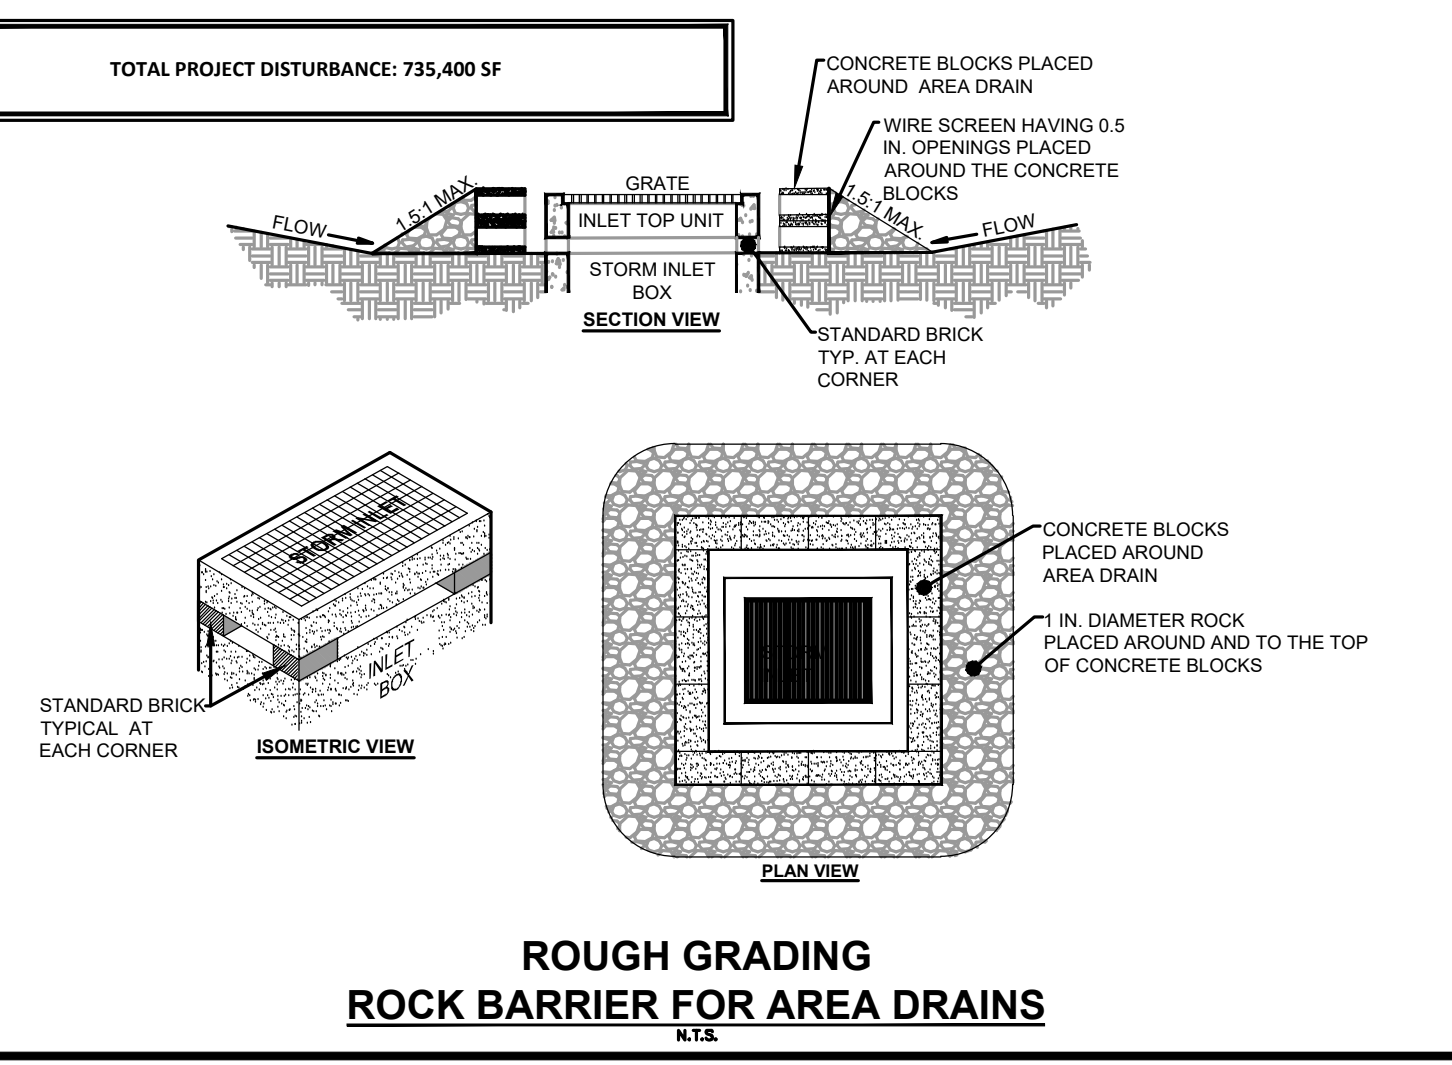 TOTAL PROJECT DISTURBANCE: 735,400 SF
CONCRETE BLOCKS PLACED
AROUND AREA DRAIN
WIRE SCREEN HAVING 0.5
IN. OPENINGS PLACED
AROUND THE CONCRETE
BLOCKS
1.5:1 MAX.
GRATE
1.5:1 MAX.
FLOW
INLET TOP UNIT
FLOW
STORM INLET
BOX
SECTION VIEW
STANDARD BRICK
TYP. AT EACH
CORNER
STORM INLET
INLET
BOX
STANDARD BRICK
TYPICAL AT
EACH CORNER
ISOMETRIC VIEW
CONCRETE BLOCKS
PLACED AROUND
AREA DRAIN
1 IN. DIAMETER ROCK
PLACED AROUND AND TO THE TOP
OF CONCRETE BLOCKS
PLAN VIEW
ROUGH GRADING
ROCK BARRIER FOR AREA DRAINS
N.T.S.